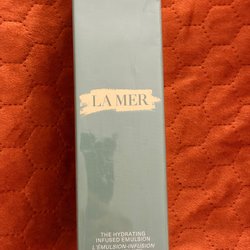 LA MER
THE HYDRATING
INFUSED EMULSION
L'ÉMULSION-INFUSION